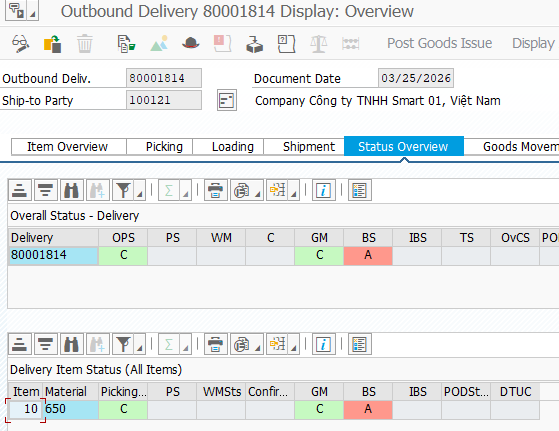 Outbound Delivery 80001814 Display: Overview
Post Goods Issue Display
Outbound Deliv. 80001814 Document Date 03/25/2026
Ship-to Party 100121 Company Công ty TNHH Smart 01, Việt Nam
Item Overview Picking Loading Shipment Status Overview Goods Movem
Overall Status - Delivery
Delivery OPS PS WM C GM BS IBS TS OvCS PO
80001814 C C A
Delivery Item Status (All Items)
Item Material Picking... PS WMSts Confir... GM BS IBS PODSt... DTUC
10 650 C C A